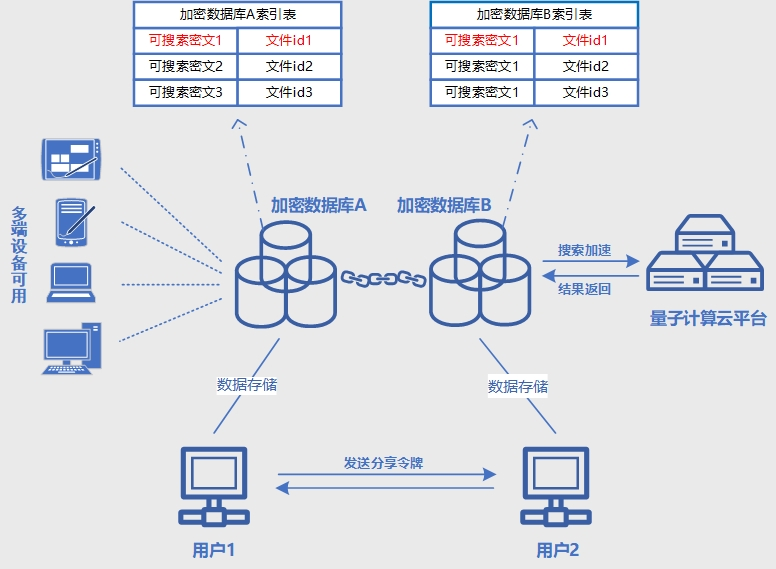 加密数据库A索引表
可搜索密文1 文件id1
可搜索密文2 文件id2
可搜索密文3 文件id3
加密数据库B索引表
可搜索密文1 文件id1
可搜索密文1 文件id2
可搜索密文1 文件id3
多端设备可用
加密数据库A
加密数据库B
搜索加速
结果返回
量子计算云平台
数据存储
数据存储
发送分享令牌
用户1
用户2